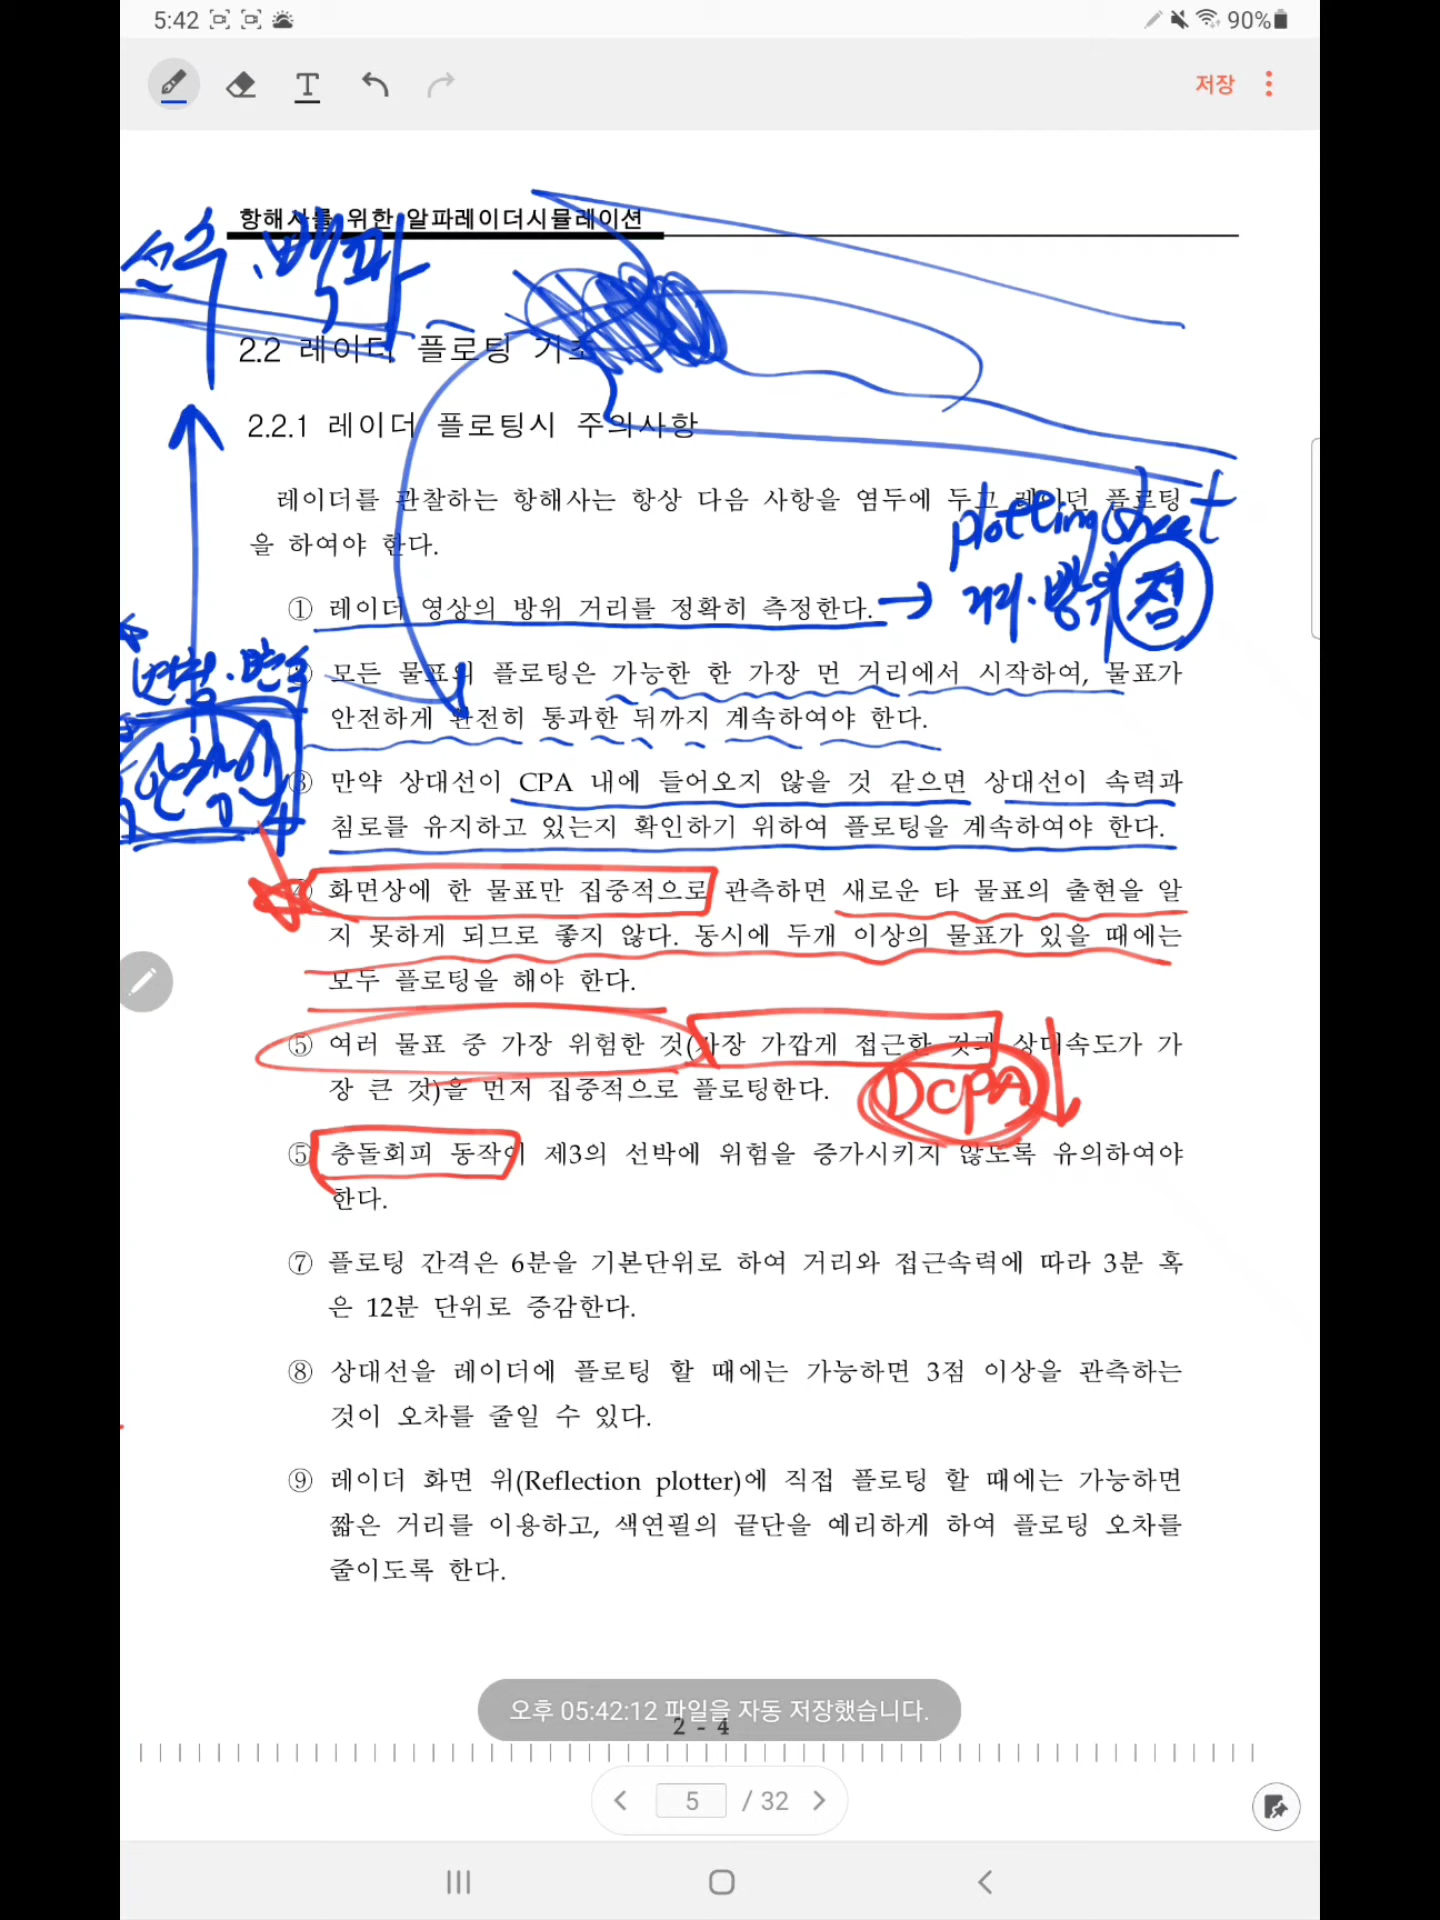 5:42
90%
저장
항해사를 위한 알파레이더시뮬레이션
선수 백파
2.2 레이더 플로팅 기초
2.2.1 레이더 플로팅시 주의사항
레이더를 관찰하는 항해사는 항상 다음 사항을 염두에 두고 레이더 플로팅
을 하여야 한다.
plotting sheet
① 레이더 영상의 방위 거리를 정확히 측정한다.
거리·방위 점
모든 물표의 플로팅은 가능한 한 가장 먼 거리에서 시작하여, 물표가
안전하게 완전히 통과한 뒤까지 계속하여야 한다.
③ 만약 상대선이 CPA 내에 들어오지 않을 것 같으면 상대선이 속력과
침로를 유지하고 있는지 확인하기 위하여 플로팅을 계속하여야 한다.
화면상에 한 물표만 집중적으로 관측하면 새로운 타 물표의 출현을 알
지 못하게 되므로 좋지 않다. 동시에 두개 이상의 물표가 있을 때에는
모두 플로팅을 해야 한다.
⑤ 여러 물표 중 가장 위험한 것(가장 가깝게 접근한 것과 상대속도가 가
장 큰 것)을 먼저 집중적으로 플로팅한다.
DCPA
⑤ 충돌회피 동작이 제3의 선박에 위험을 증가시키지 않도록 유의하여야
한다.
⑦ 플로팅 간격은 6분을 기본단위로 하여 거리와 접근속력에 따라 3분 혹
은 12분 단위로 증감한다.
⑧ 상대선을 레이더에 플로팅 할 때에는 가능하면 3점 이상을 관측하는
것이 오차를 줄일 수 있다.
⑨ 레이더 화면 위(Reflection plotter)에 직접 플로팅 할 때에는 가능하면
짧은 거리를 이용하고, 색연필의 끝단을 예리하게 하여 플로팅 오차를
줄이도록 한다.
오후 05:42:12 파일을 자동 저장했습니다.
2 - 4
5 / 32